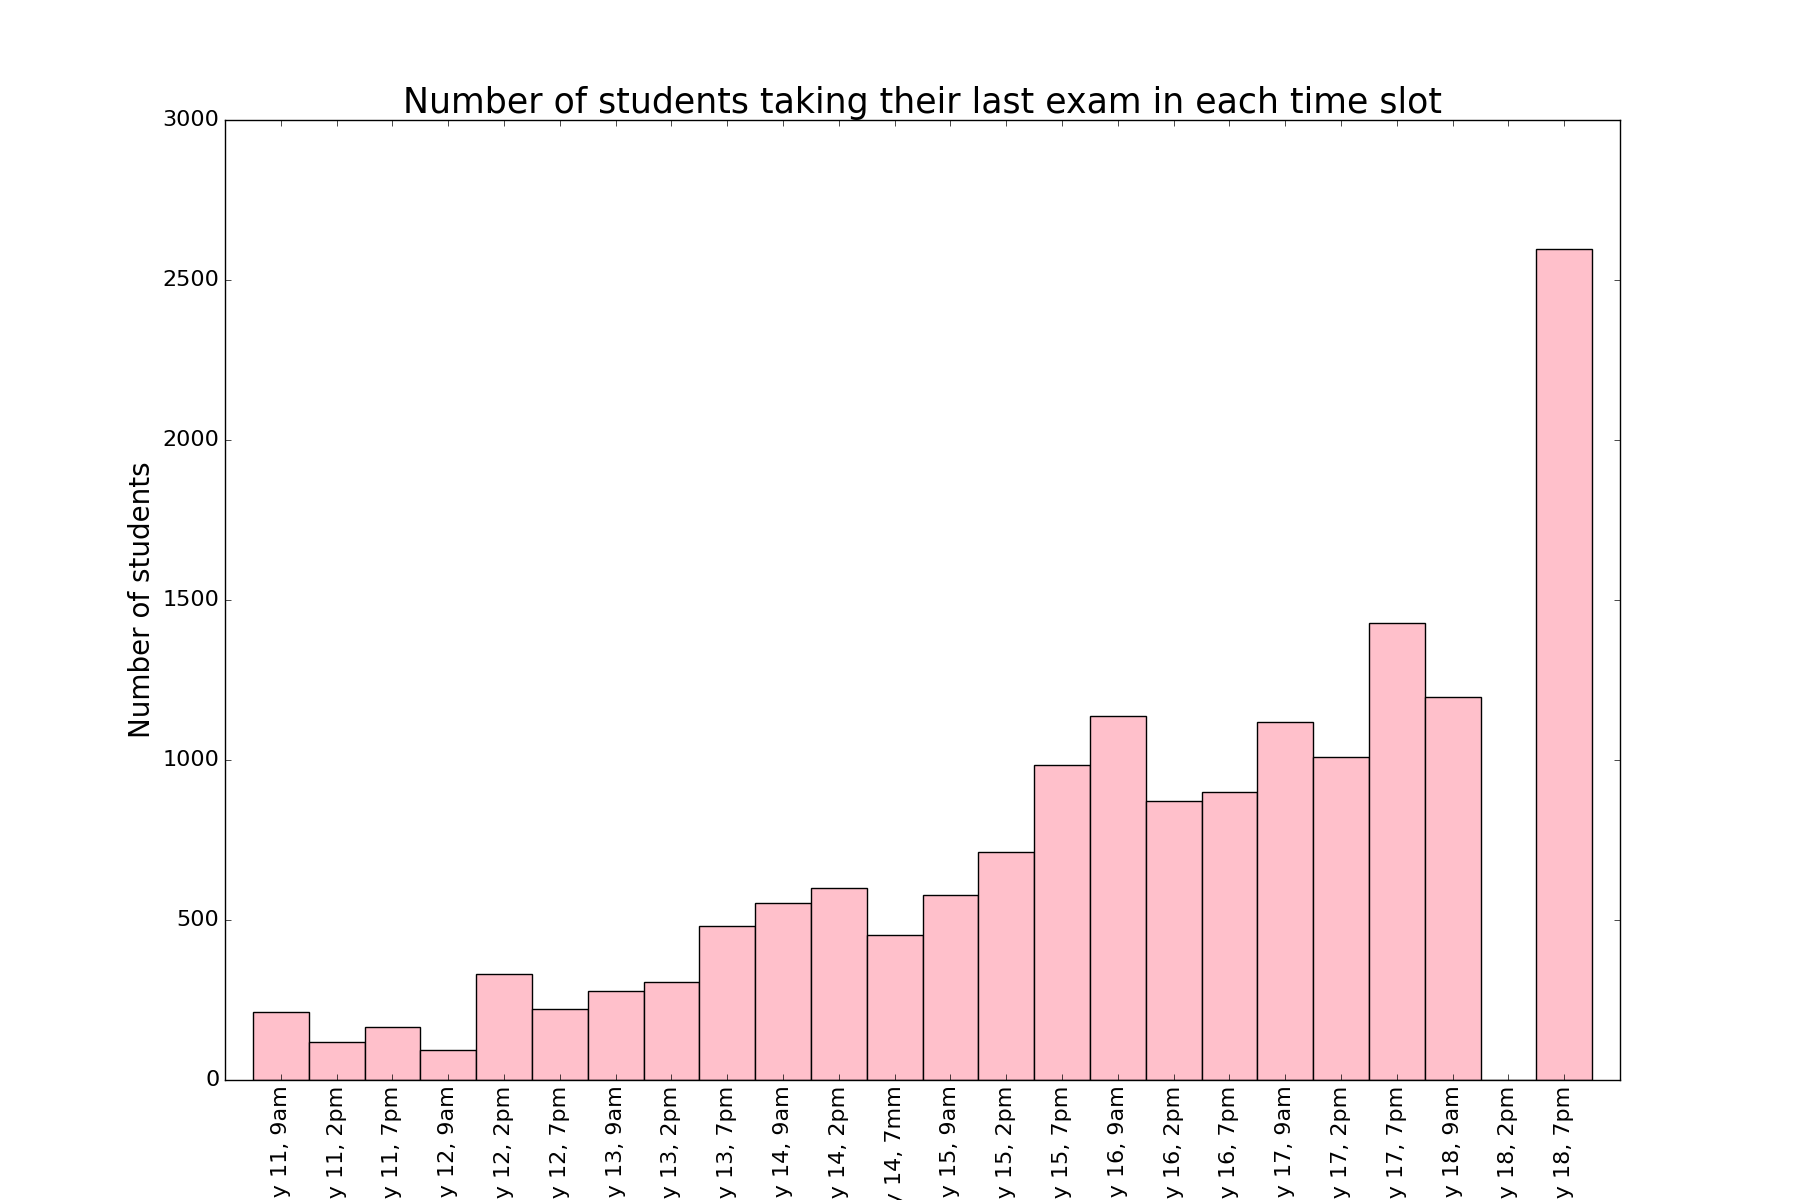 Number of students taking their last exam in each time slot
Number of students
3000
2500
2000
1500
1000
500
0
y 11, 9am
y 11, 2pm
y 11, 7pm
y 12, 9am
y 12, 2pm
y 12, 7pm
y 13, 9am
y 13, 2pm
y 13, 7pm
y 14, 9am
y 14, 2pm
y 14, 7mm
y 15, 9am
y 15, 2pm
y 15, 7pm
y 16, 9am
y 16, 2pm
y 16, 7pm
y 17, 9am
y 17, 2pm
y 17, 7pm
y 18, 9am
y 18, 2pm
y 18, 7pm